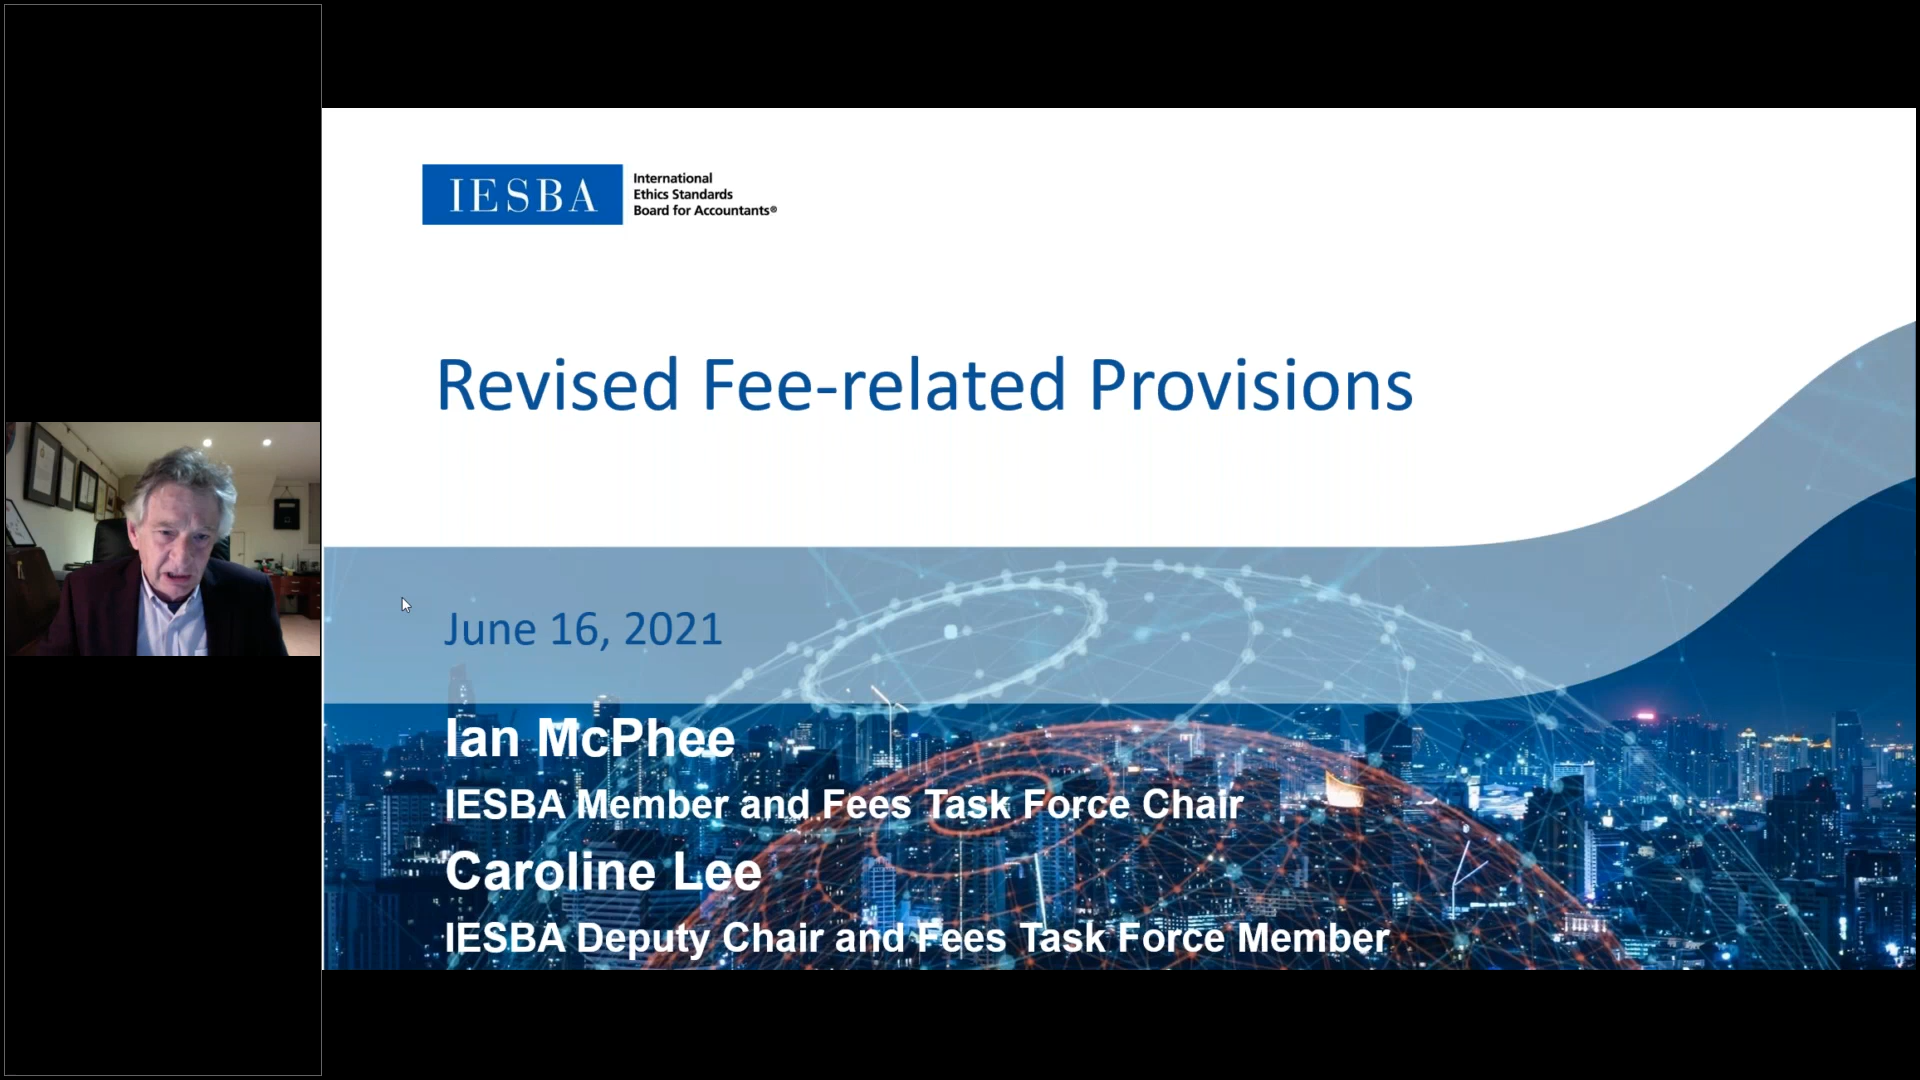 IESBA
International
Ethics Standards
Board for Accountants®
Revised Fee-related Provisions
June 16, 2021
Ian McPhee
IESBA Member and Fees Task Force Chair
Caroline Lee
IESBA Deputy Chair and Fees Task Force Member